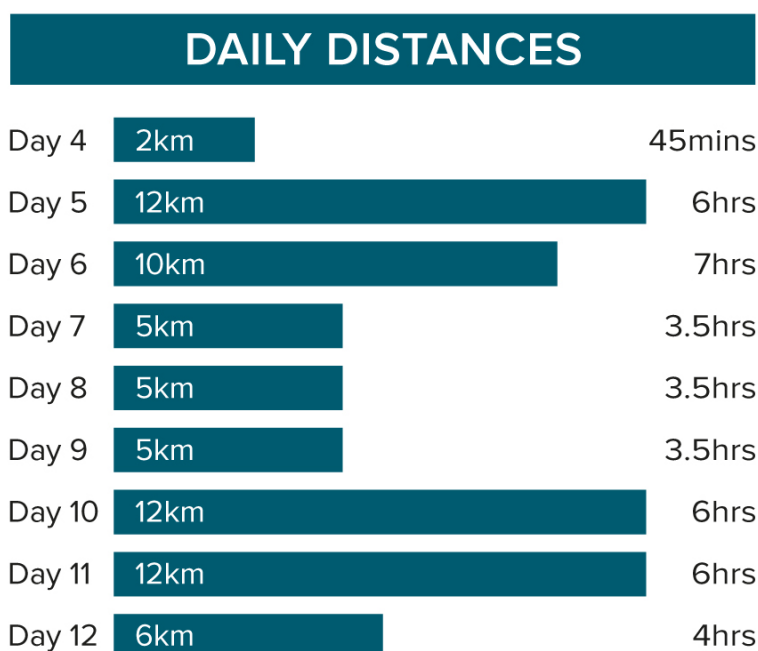 DAILY DISTANCES
Day 4 2km 45mins
Day 5 12km 6hrs
Day 6 10km 7hrs
Day 7 5km 3.5hrs
Day 8 5km 3.5hrs
Day 9 5km 3.5hrs
Day 10 12km 6hrs
Day 11 12km 6hrs
Day 12 6km 4hrs